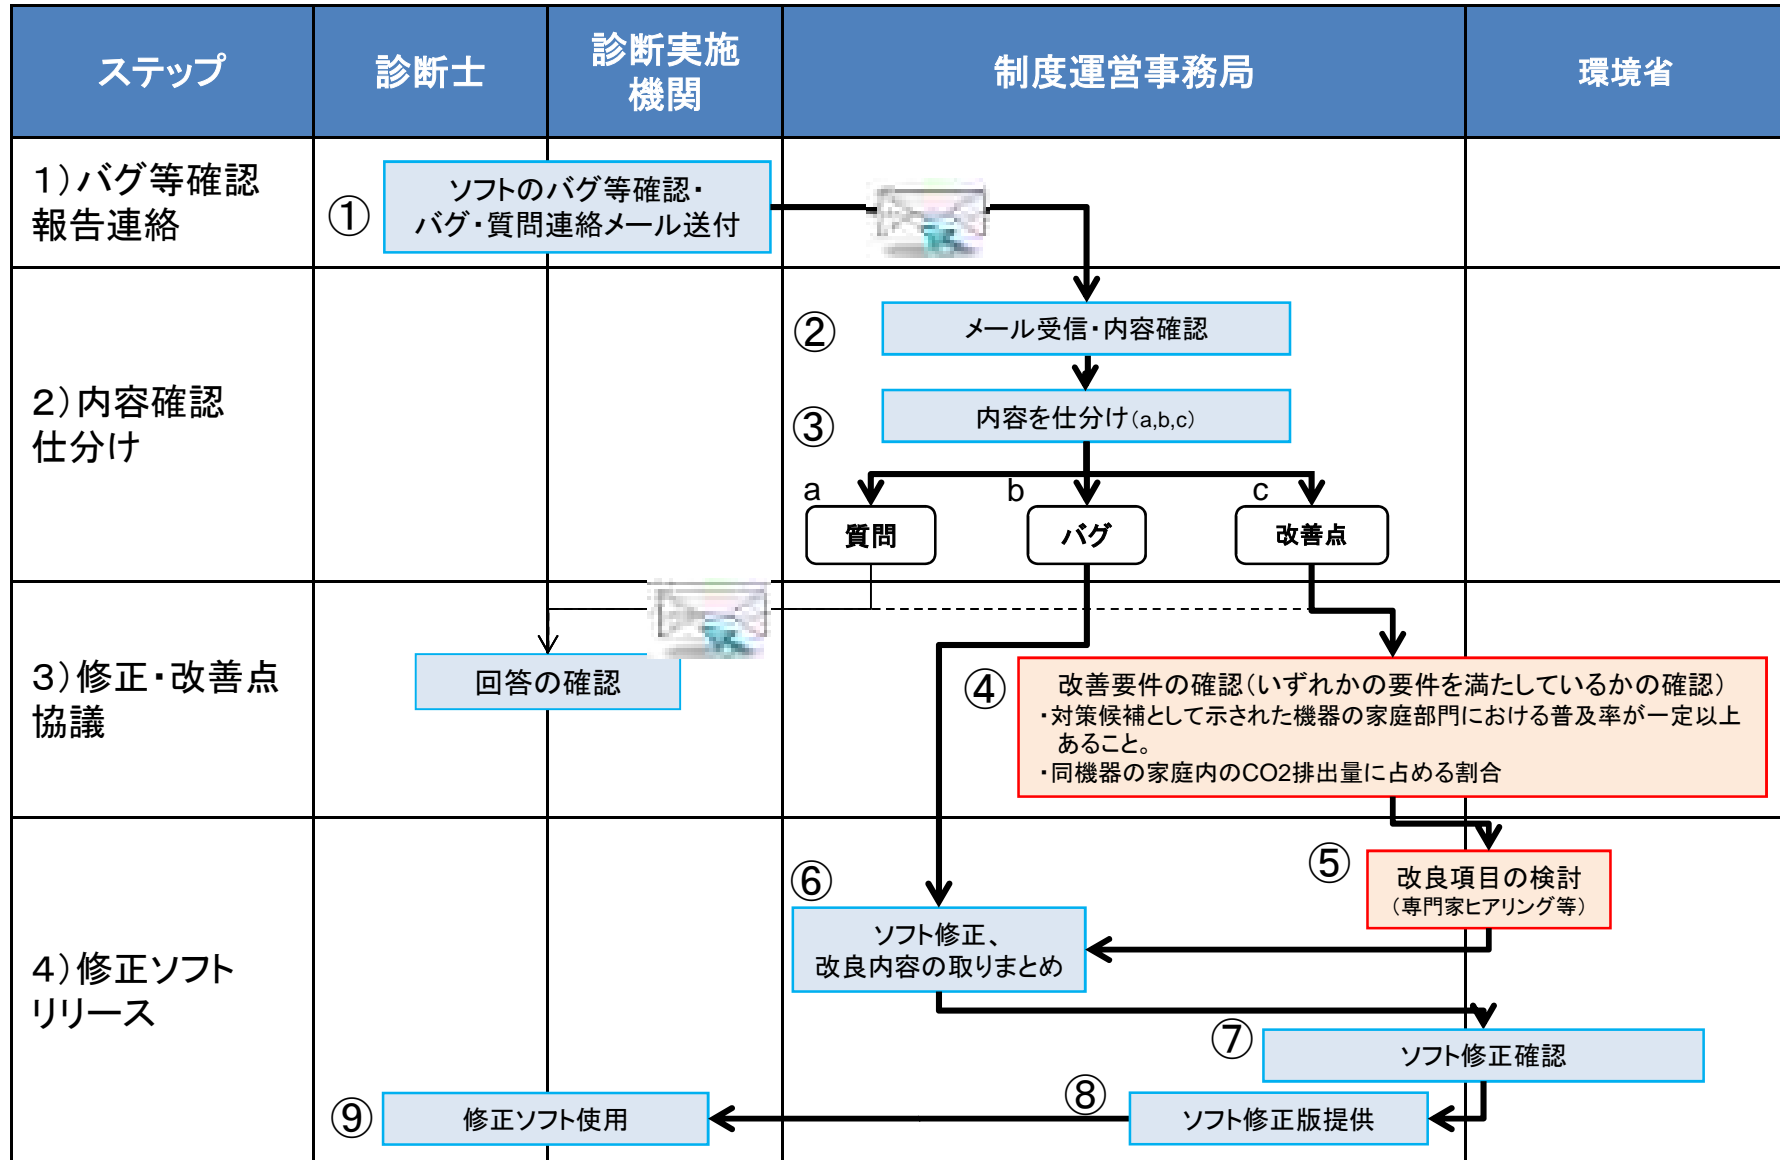 ステップ
診断士
診断実施
機関
制度運営事務局
環境省
1)バグ等確認
報告連絡
①
ソフトのバグ等確認・
バグ・質問連絡メール送付
2)内容確認
仕分け
②
メール受信・内容確認
③
内容を仕分け(a,b,c)
a
質問
b
バグ
c
改善点
3)修正・改善点
協議
回答の確認
④
改善要件の確認(いずれかの要件を満たしているかの確認)
・対策候補として示された機器の家庭部門における普及率が一定以上
あること。
・同機器の家庭内のCO2排出量に占める割合
4)修正ソフト
リリース
⑤
改良項目の検討
(専門家ヒアリング等)
⑥
ソフト修正、
改良内容の取りまとめ
⑦
ソフト修正確認
⑧
ソフト修正版提供
⑨
修正ソフト使用